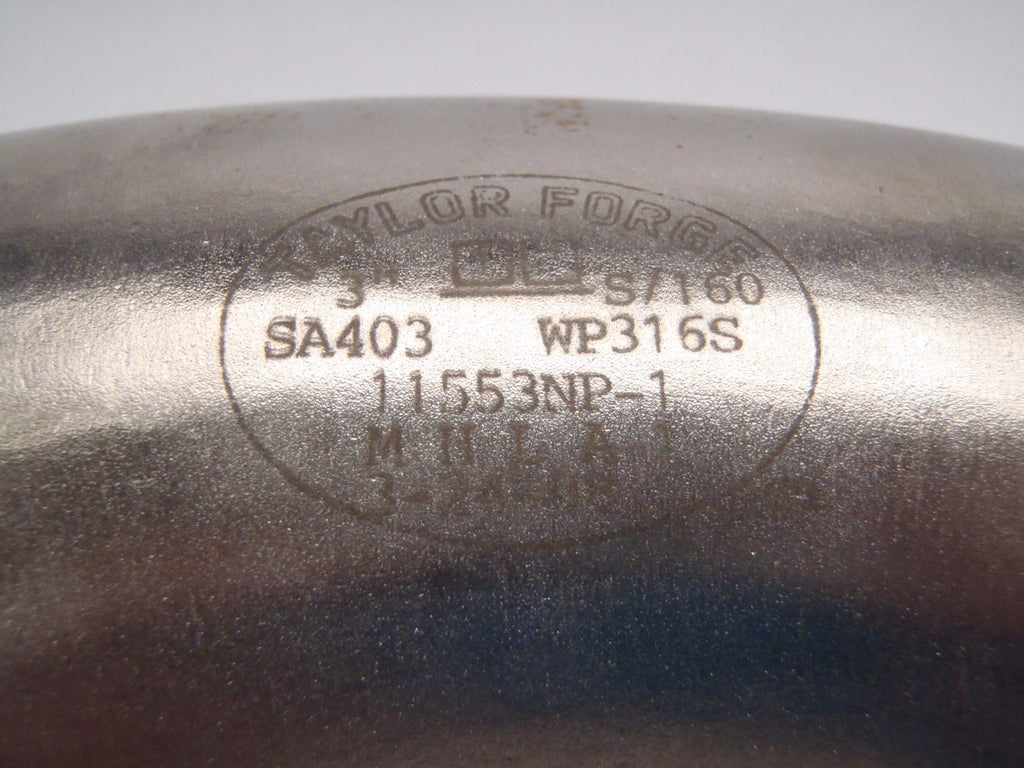 TAYLOR FORGE
3" S/160
SA403 WP316S
11553NP-1
M H L A-1